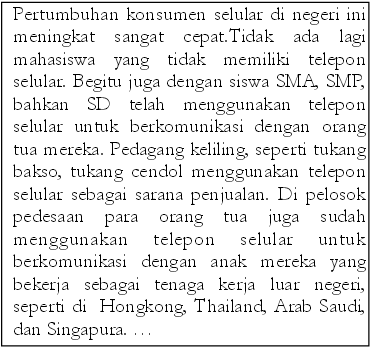 Pertumbuhan konsumen selular di negeri ini
meningkat sangat cepat.Tidak ada lagi
mahasiswa yang tidak memiliki telepon
selular. Begitu juga dengan siswa SMA, SMP,
bahkan SD telah menggunakan telepon
selular untuk berkomunikasi dengan orang
tua mereka. Pedagang keliling, seperti tukang
bakso, tukang cendol menggunakan telepon
selular sebagai sarana penjualan. Di pelosok
pedesaan para orang tua juga sudah
menggunakan telepon selular untuk
berkomunikasi dengan anak mereka yang
bekerja sebagai tenaga kerja luar negeri,
seperti di Hongkong, Thailand, Arab Saudi,
dan Singapura. …